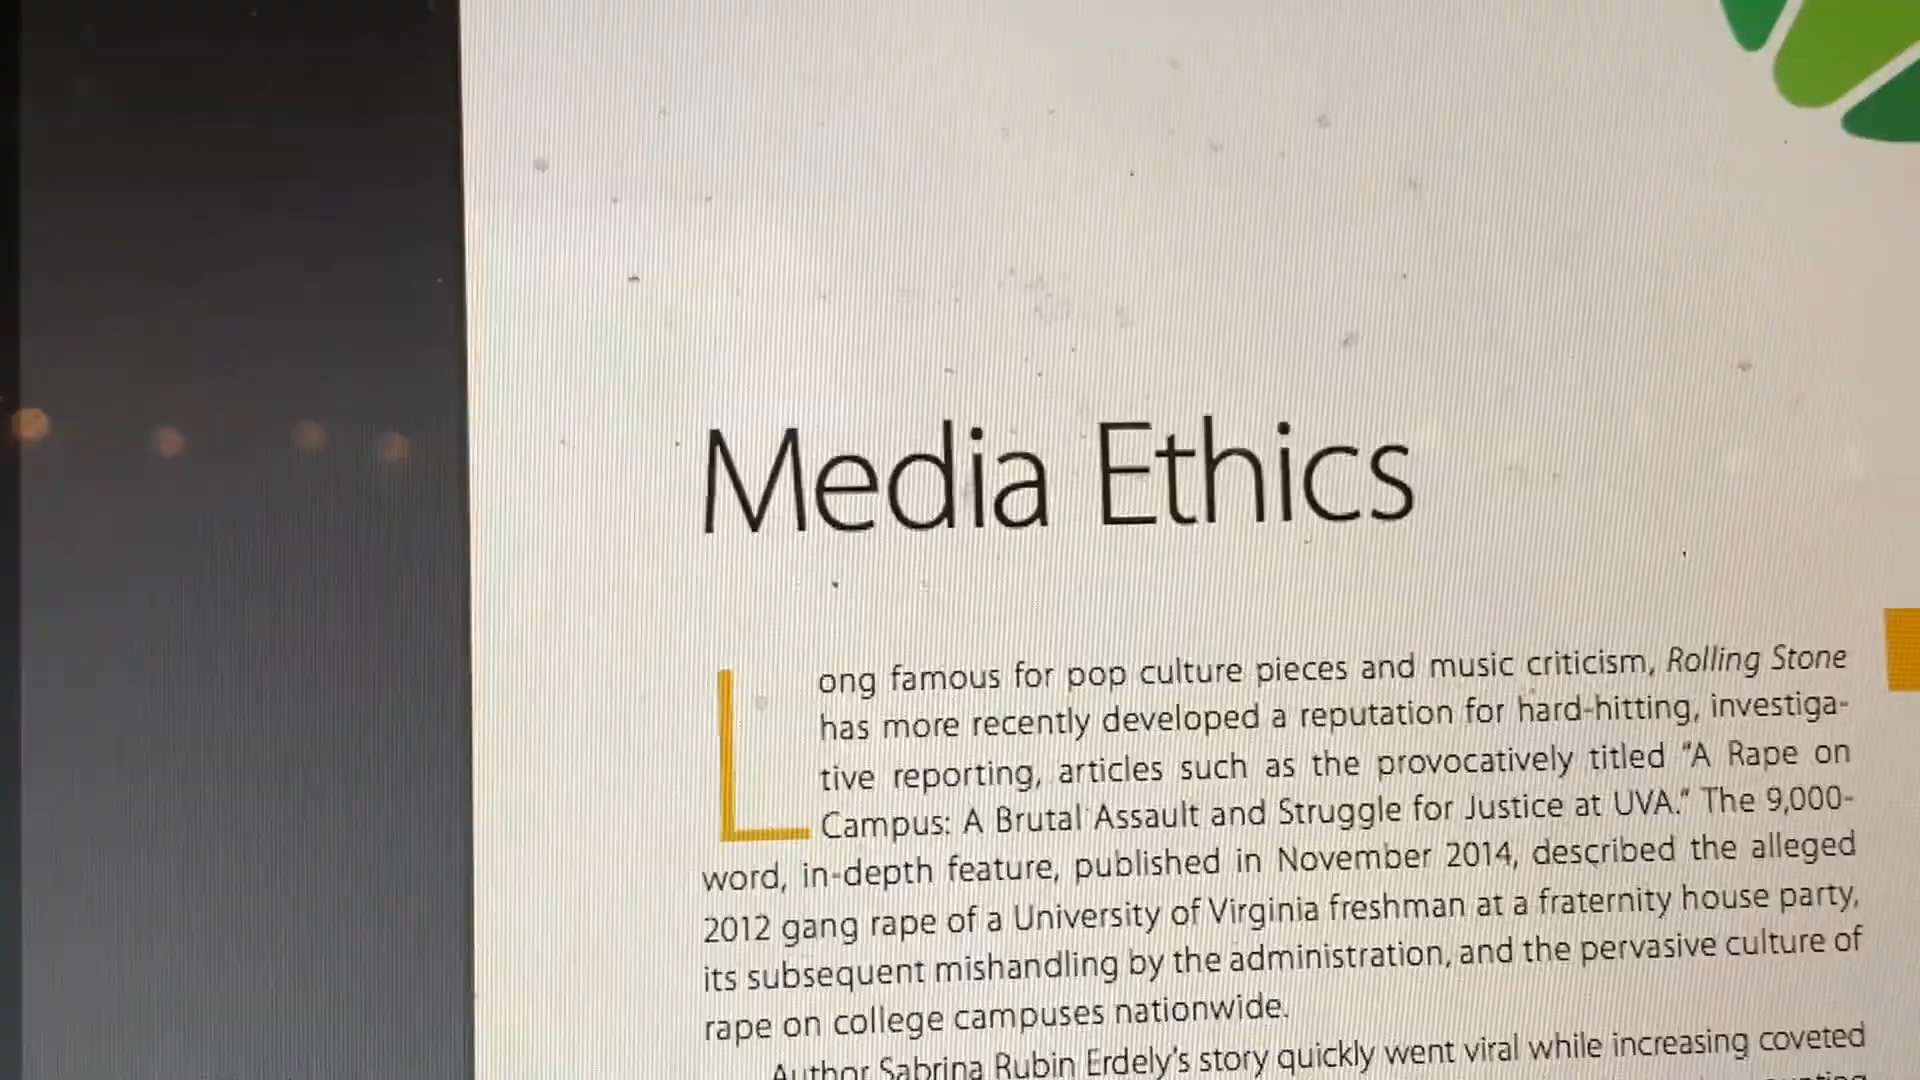 Media Ethics
Long famous for pop culture pieces and music criticism, Rolling Stone
has more recently developed a reputation for hard-hitting, investiga-
tive reporting, articles such as the provocatively titled “A Rape on
Campus: A Brutal Assault and Struggle for Justice at UVA.” The 9,000-
word, in-depth feature, published in November 2014, described the alleged
2012 gang rape of a University of Virginia freshman at a fraternity house party,
its subsequent mishandling by the administration, and the pervasive culture of
rape on college campuses nationwide.
Author Sabrina Rubin Erdely’s story quickly went viral while increasing coveted